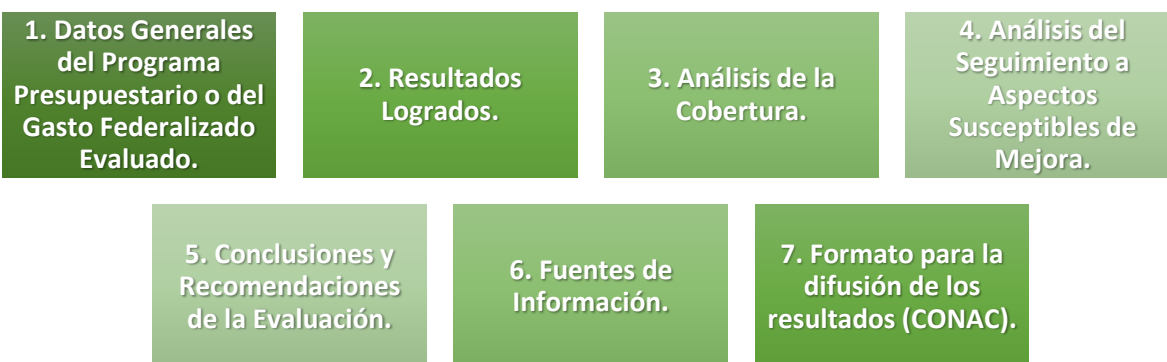 1. Datos Generales
del Programa
Presupuestario o del
Gasto Federalizado
Evaluado.
2. Resultados
Logrados.
3. Análisis de la
Cobertura.
4. Análisis del
Seguimiento a
Aspectos
Susceptibles de
Mejora.
5. Conclusiones y
Recomendaciones
de la Evaluación.
6. Fuentes de
Información.
7. Formato para la
difusión de los
resultados (CONAC).